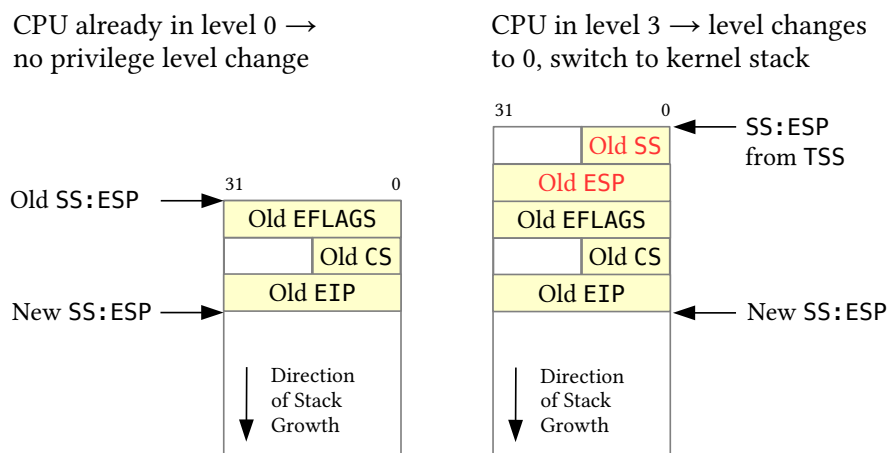 CPU already in level 0 →
no privilege level change
31 0
Old SS:ESP
Old EFLAGS
Old CS
Old EIP
New SS:ESP
Direction
of Stack
Growth
CPU in level 3 → level changes
to 0, switch to kernel stack
31 0
SS:ESP
from TSS
Old SS
Old ESP
Old EFLAGS
Old CS
Old EIP
New SS:ESP
Direction
of Stack
Growth